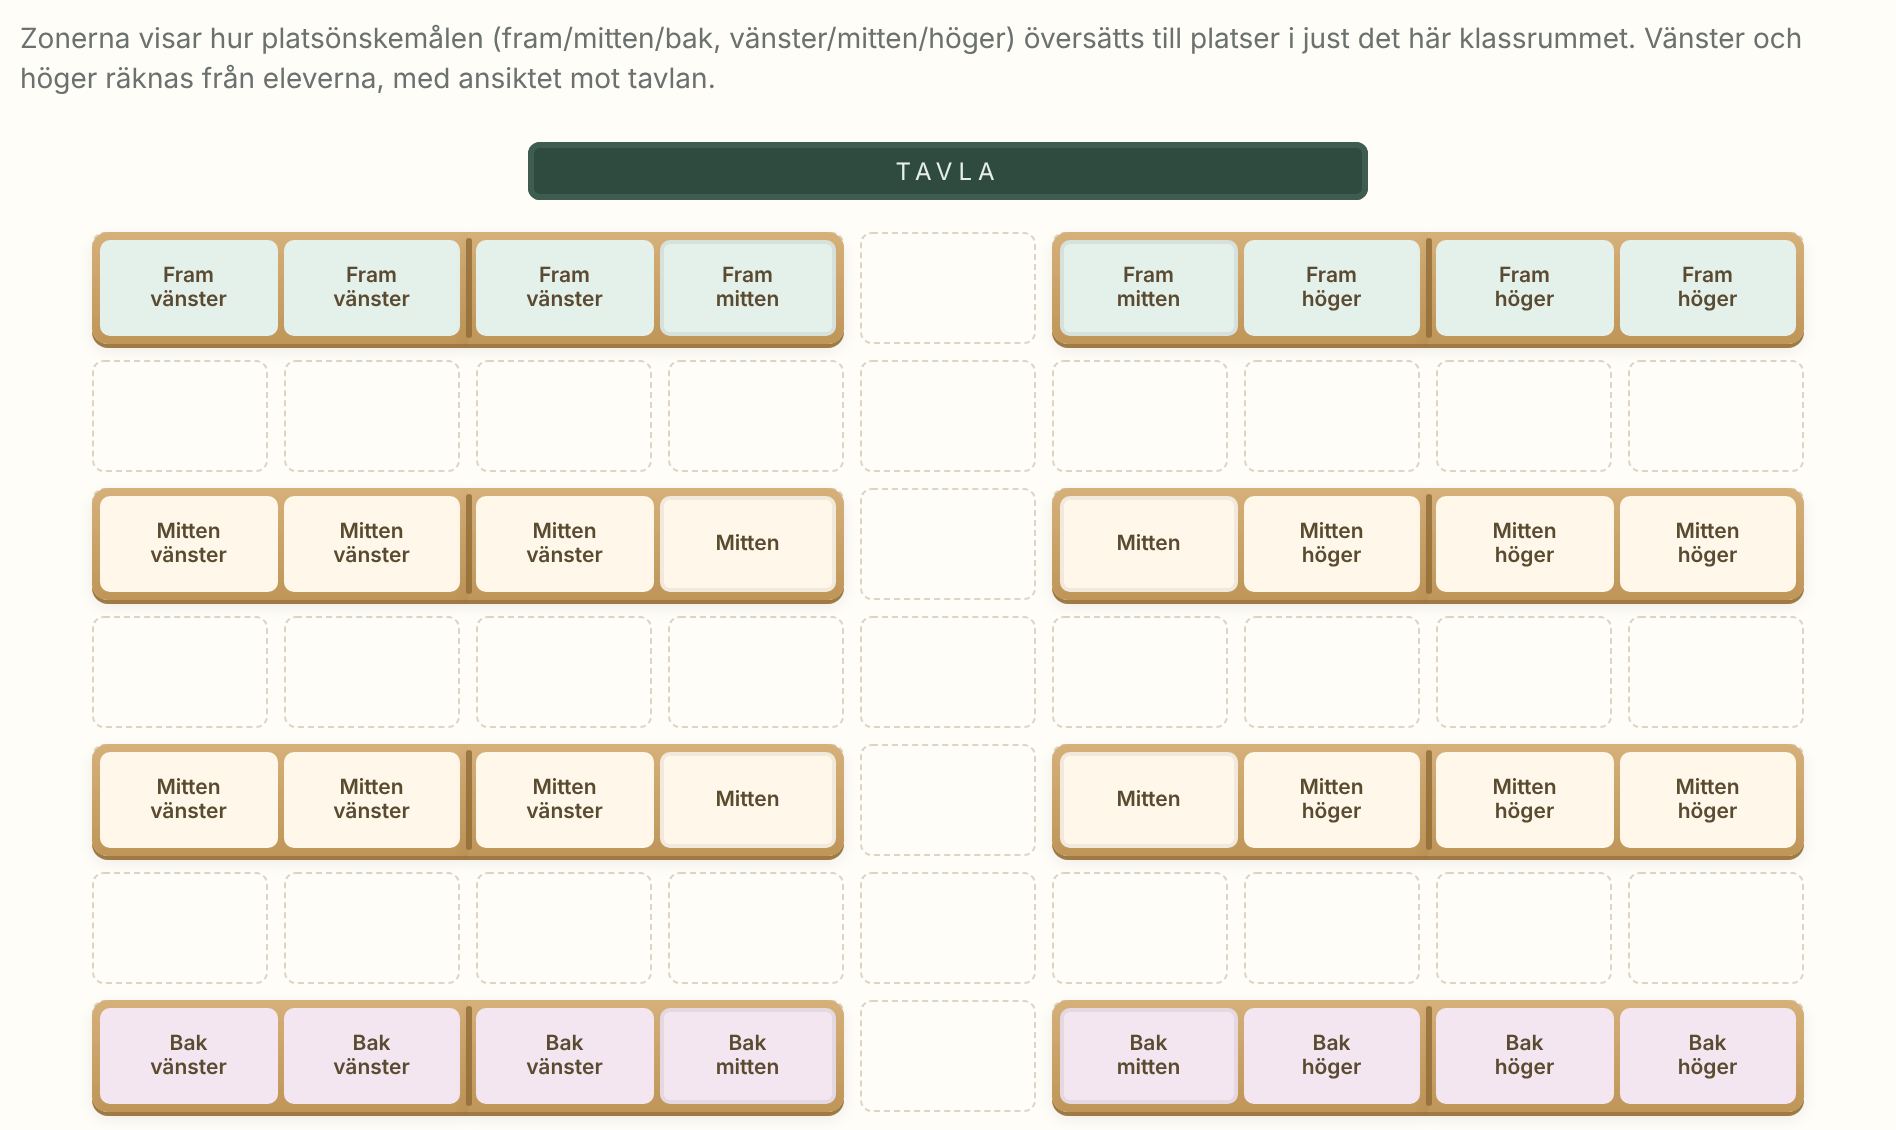 Zonerna visar hur platsönskemålen (fram/mitten/bak, vänster/mitten/höger) översätts till platser i just det här klassrummet. Vänster och
höger räknas från eleverna, med ansiktet mot tavlan.
TAVLA
Fram vänster
Fram vänster
Fram vänster
Fram mitten
Fram mitten
Fram höger
Fram höger
Fram höger
Mitten vänster
Mitten vänster
Mitten vänster
Mitten
Mitten
Mitten höger
Mitten höger
Mitten höger
Mitten vänster
Mitten vänster
Mitten vänster
Mitten
Mitten
Mitten höger
Mitten höger
Mitten höger
Bak vänster
Bak vänster
Bak vänster
Bak mitten
Bak mitten
Bak höger
Bak höger
Bak höger